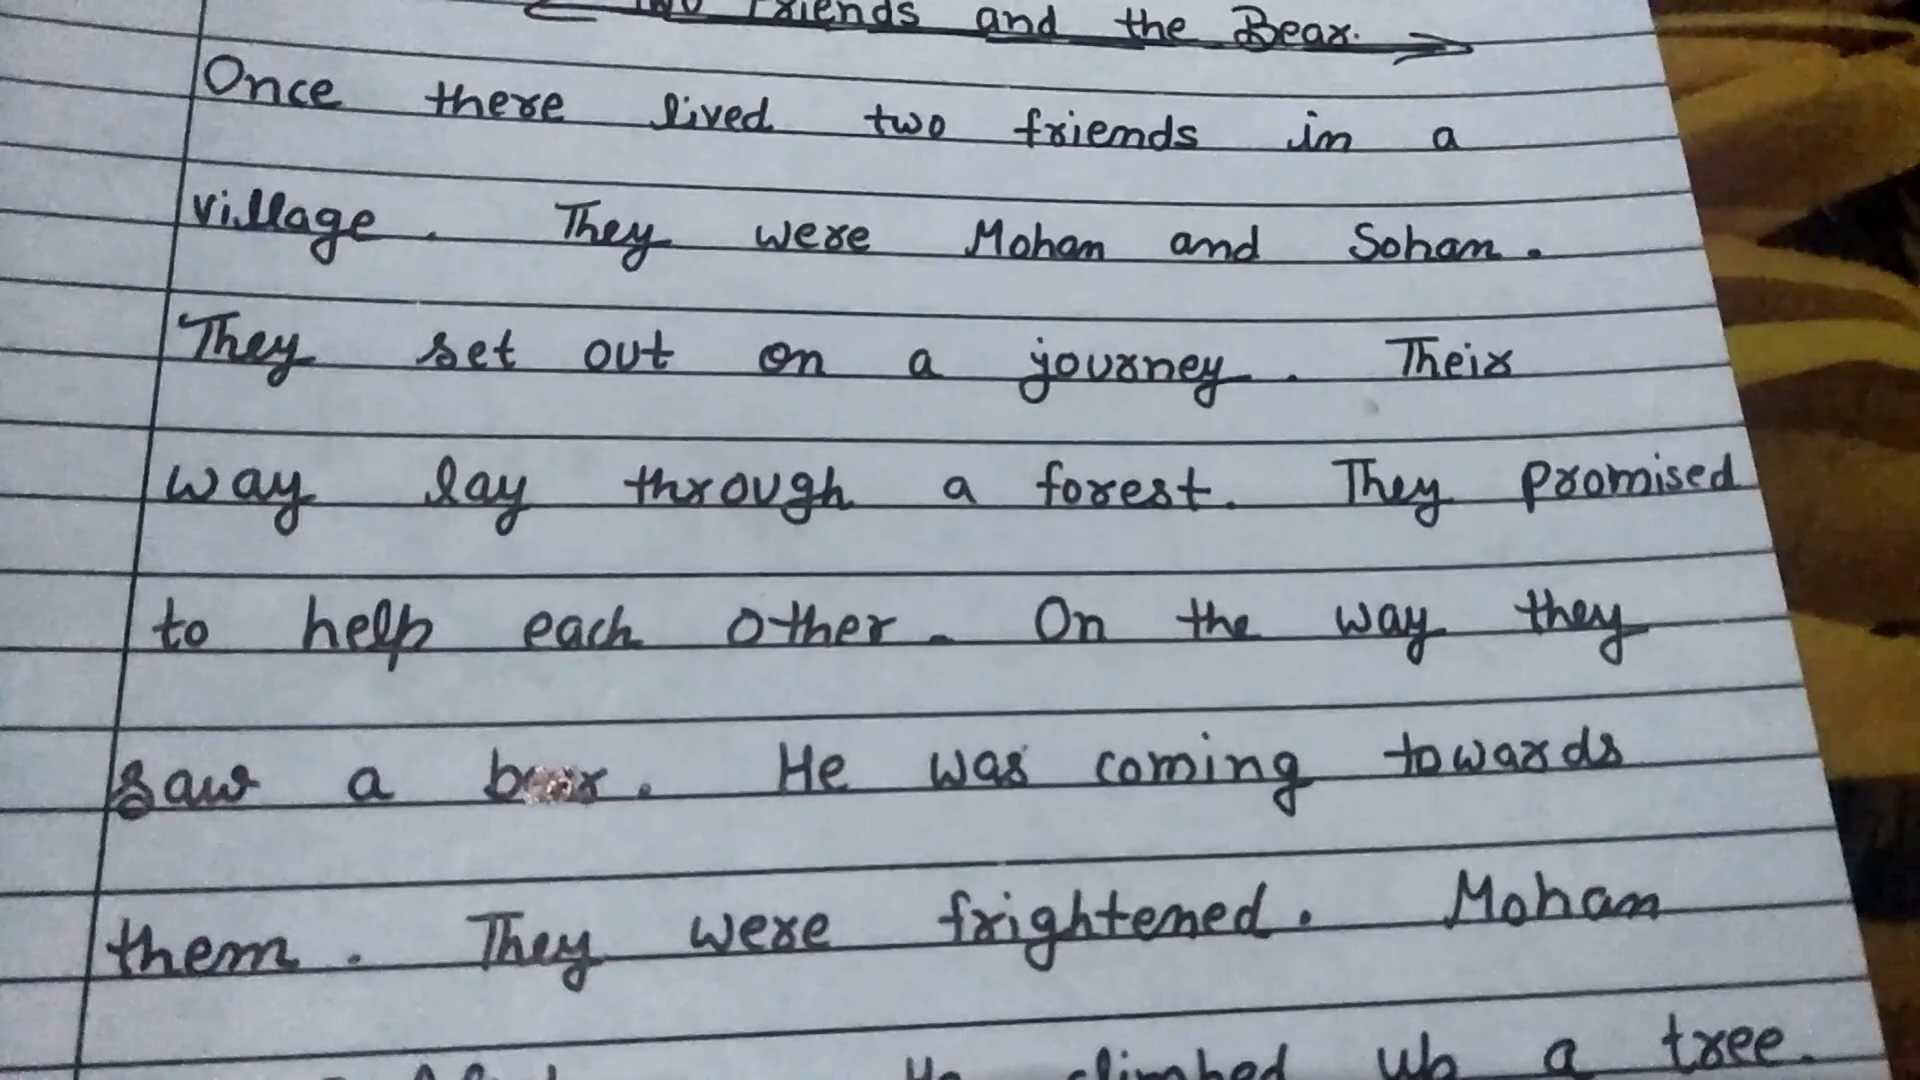 Two Friends and the Bear.
Once there lived two friends in a
village. They were Mohan and Sohan.
They set out on a journey. Their
way lay through a forest. They promised
to help each other. On the way they
saw a bear. He was coming towards
them. They were frightened. Mohan
He climbed up a tree.